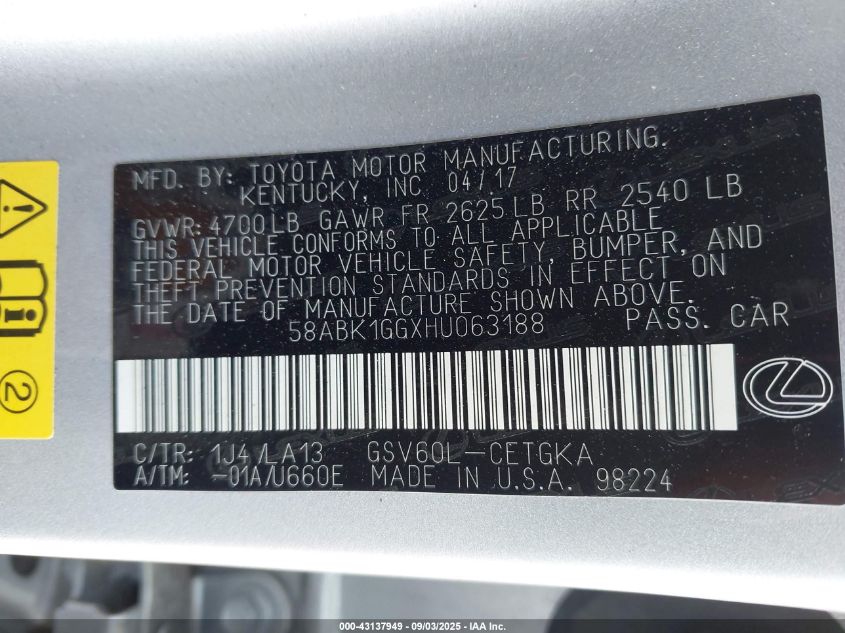 MFD. BY: TOYOTA MOTOR MANUFACTURING.
KENTUCKY, INC 04/17
GVWR: 4700 LB GAWR FR 2625 LB RR 2540 LB
THIS VEHICLE CONFORMS TO ALL APPLICABLE
FEDERAL MOTOR VEHICLE SAFETY, BUMPER, AND
THEFT PREVENTION STANDARDS IN EFFECT ON
THE DATE OF MANUFACTURE SHOWN ABOVE.
58ABK1GGXHU063188 PASS. CAR
C/TR: 1J4/LA13 GSV60L-CETGKA
A/TM: -01A/U660E MADE IN U.S.A. 98224
2
000-43137949 - 09/03/2025 - IAA Inc.